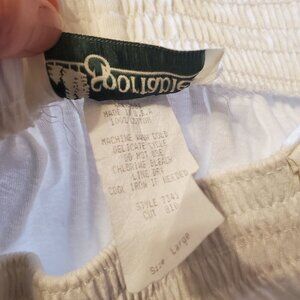 MADE IN U.S.A
100% COTTON
MACHINE WASH COLD
DELICATE CYCLE
DO NOT USE
CHLORINE BLEACH
LINE DRY
COOL IRON IF NEEDED
STYLE 7341
CUT
Size Large